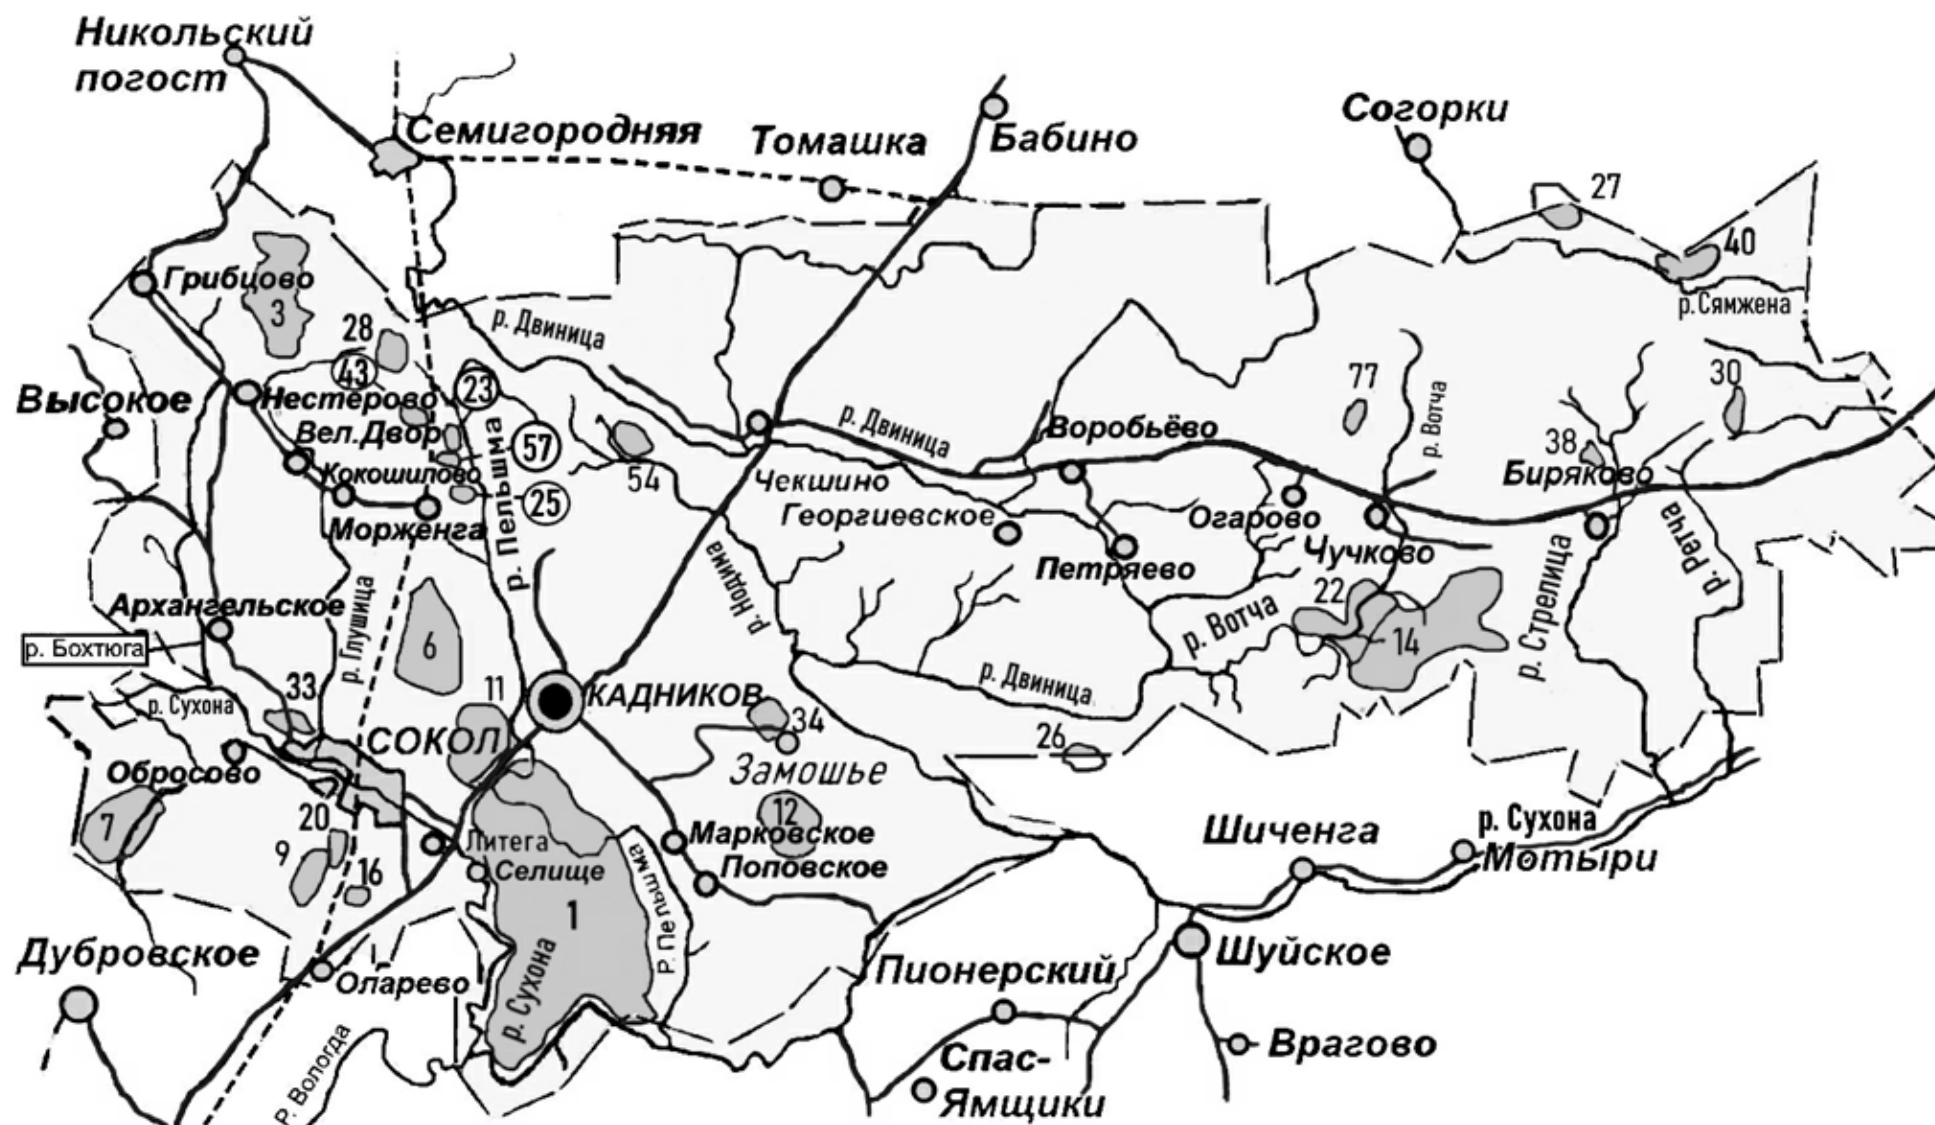 Никольский
погост
Семигородняя
Томашка
Бабино
Согорки
27
40
р. Сямжена
Грибцово
3
28
43
р. Двиница
23
Высокое
Нестерово
Вел.Двор
57
Кокошилово
25
Морженга
р. Пельшма
54
р. Двиница
Воробьёво
77
р. Вотча
30
38
Биряково
Чекшино
Георгиевское
Огарово
Чучково
Петряево
р. Нодима
р. Ретча
р. Стрелица
Архангельское
р. Глушица
р. Бохтюга
6
22
14
р. Вотча
33
11
КАДНИКОВ
р. Двиница
р. Сухона
СОКОЛ
34
26
Обросово
Замошье
7
20
9
16
Литега
Селище
12
Марковское
Поповское
Шиченга
р. Сухона
Мотыри
1
Р. Пельшма
р. Сухона
Дубровское
Оларево
Р. Вологда
Пионерский
Шуйское
Спас-
Ямщики
Врагово